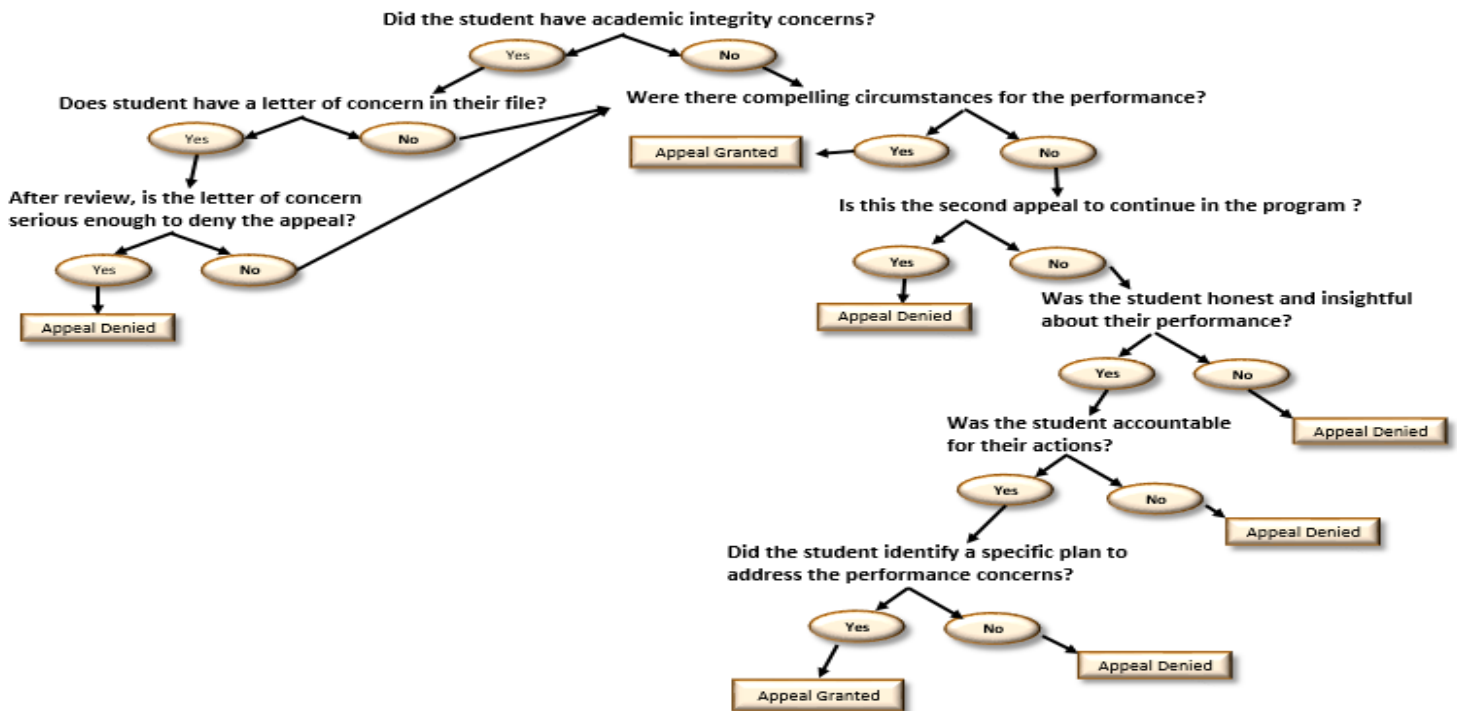 Did the student have academic integrity concerns?
Yes
No
Does student have a letter of concern in their file?
Were there compelling circumstances for the performance?
Yes
No
Appeal Granted
Yes
No
After review, is the letter of concern
serious enough to deny the appeal?
Is this the second appeal to continue in the program ?
Yes
No
Yes
No
Appeal Denied
Appeal Denied
Was the student honest and insightful
about their performance?
Yes
No
Appeal Denied
Was the student accountable
for their actions?
Yes
No
Appeal Denied
Did the student identify a specific plan to
address the performance concerns?
Yes
No
Appeal Denied
Appeal Granted